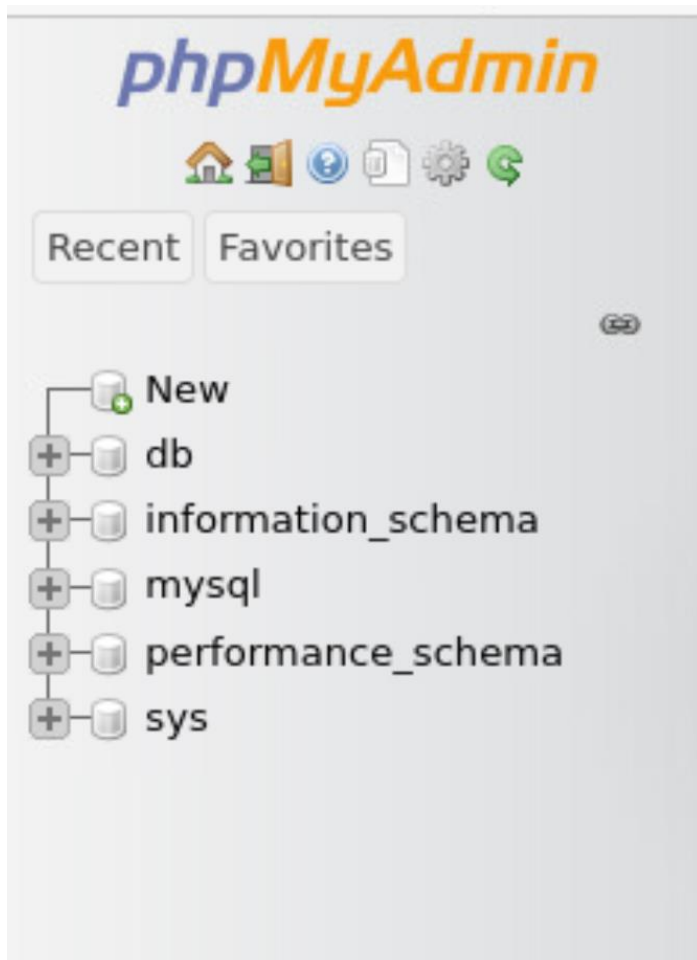 phpMyAdmin
Recent Favorites
New
db
information_schema
mysql
performance_schema
sys